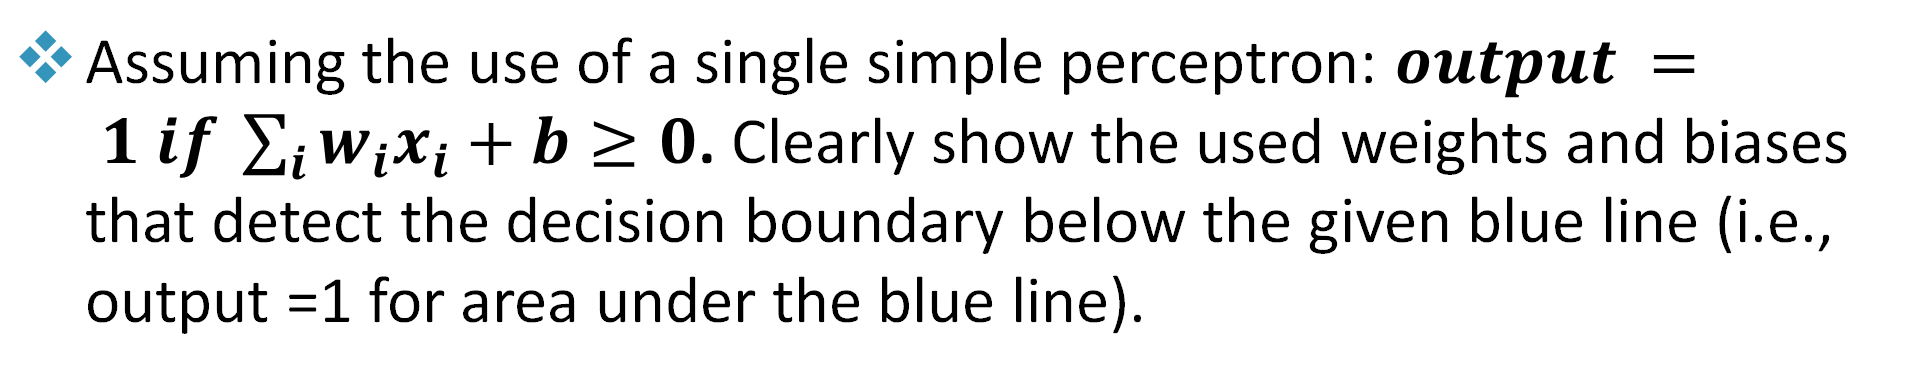 ❖ Assuming the use of a single simple perceptron: output =
1 if ∑ᵢ wᵢxᵢ + b ≥ 0. Clearly show the used weights and biases
that detect the decision boundary below the given blue line (i.e.,
output =1 for area under the blue line).